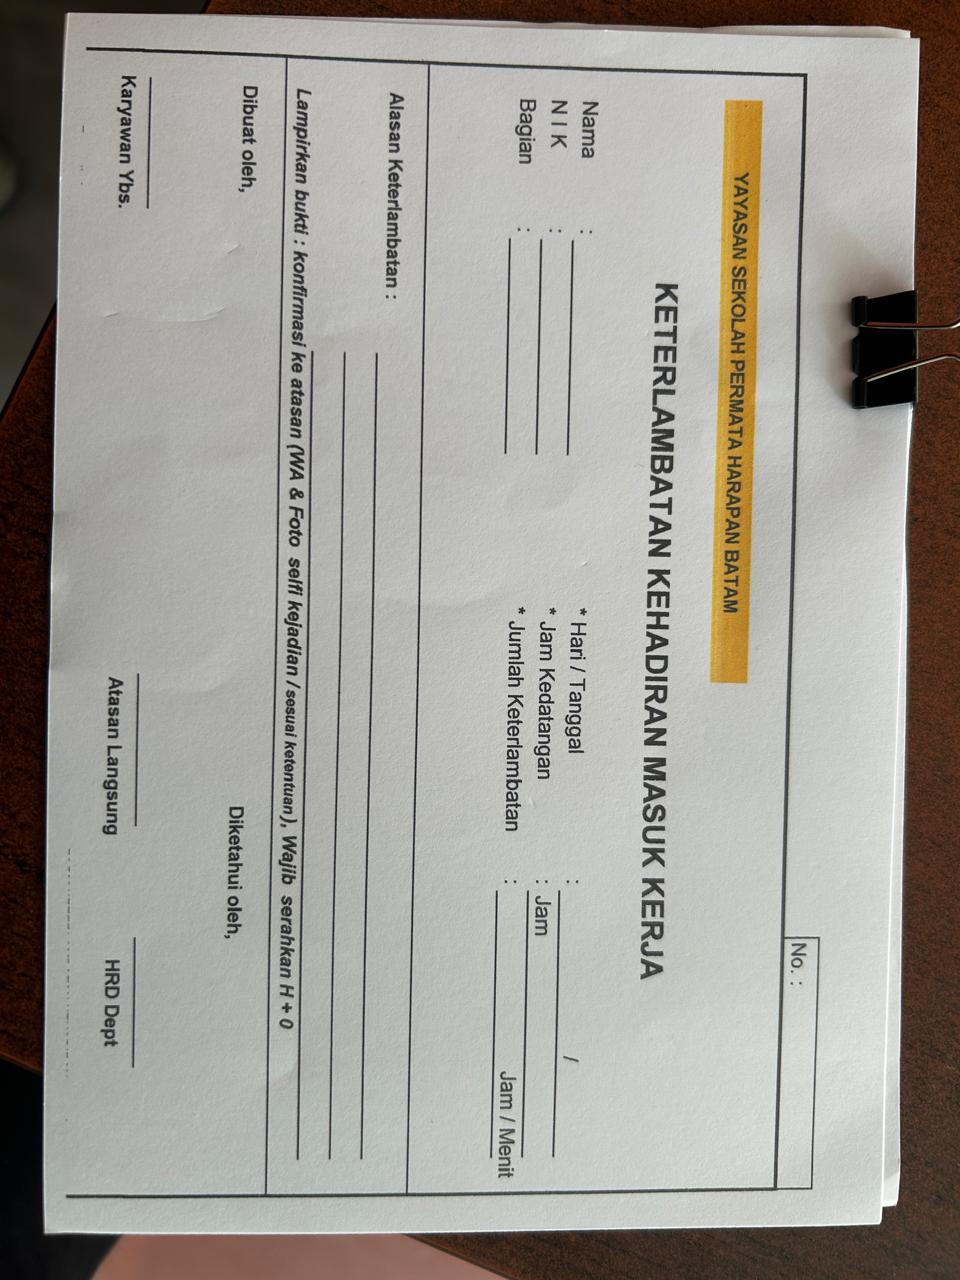 No. :
YAYASAN SEKOLAH PERMATA HARAPAN BATAM
KETERLAMBATAN KEHADIRAN MASUK KERJA
Nama : * Hari / Tanggal : /
N I K : * Jam Kedatangan : Jam
Bagian : * Jumlah Keterlambatan : Jam / Menit
Alasan Keterlambatan :
Lampirkan bukti : konfirmasi ke atasan (WA & Foto selfi kejadian / sesuai ketentuan), Wajib serahkan H + 0
Dibuat oleh, Diketahui oleh,
Karyawan Ybs. Atasan Langsung HRD Dept